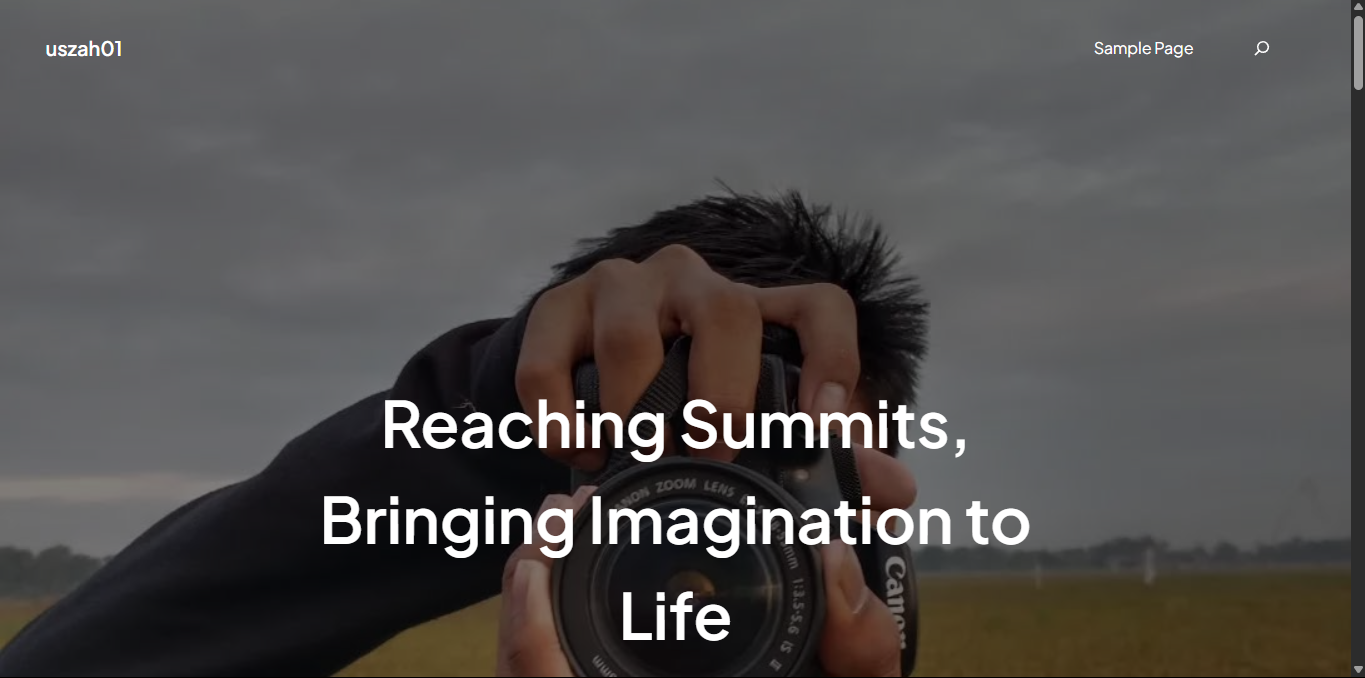 uszah01
Sample Page
Reaching Summits,
Bringing Imagination to
Life
CANON ZOOM LENS
1:3.5-5.6 IS II
Canon